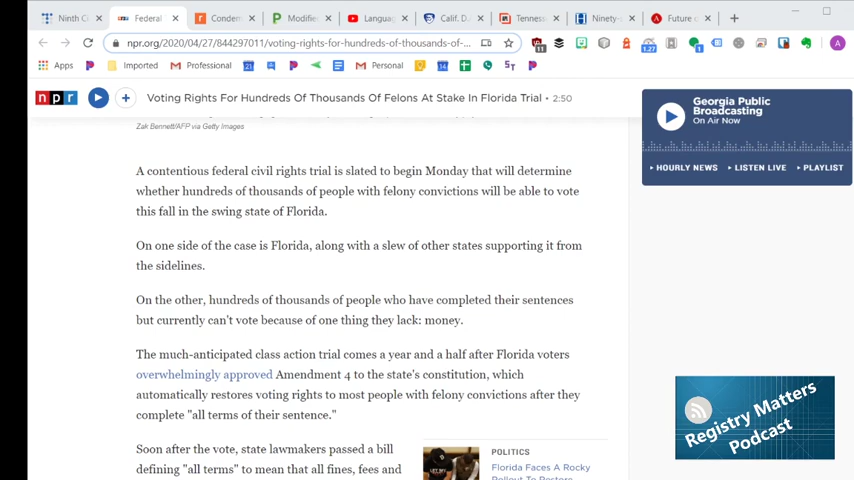 Ninth Ci
Federal
Conden
Modifie
Languag
Calif. D.
Tennes
Ninety-
Future o
npr.org/2020/04/27/844297011/voting-rights-for-hundreds-of-thousands-of-...
11
1.27
1
A
Apps
Imported
Professional
21
Personal
14
npr
Voting Rights For Hundreds Of Thousands Of Felons At Stake In Florida Trial • 2:50
Zak Bennett/AFP via Getty Images
Georgia Public
Broadcasting
On Air Now
HOURLY NEWS
LISTEN LIVE
PLAYLIST
A contentious federal civil rights trial is slated to begin Monday that will determine
whether hundreds of thousands of people with felony convictions will be able to vote
this fall in the swing state of Florida.
On one side of the case is Florida, along with a slew of other states supporting it from
the sidelines.
On the other, hundreds of thousands of people who have completed their sentences
but currently can't vote because of one thing they lack: money.
The much-anticipated class action trial comes a year and a half after Florida voters
overwhelmingly approved Amendment 4 to the state's constitution, which
automatically restores voting rights to most people with felony convictions after they
complete "all terms of their sentence."
Soon after the vote, state lawmakers passed a bill
defining "all terms" to mean that all fines, fees and
POLITICS
Florida Faces A Rocky
Registry Matters
Podcast